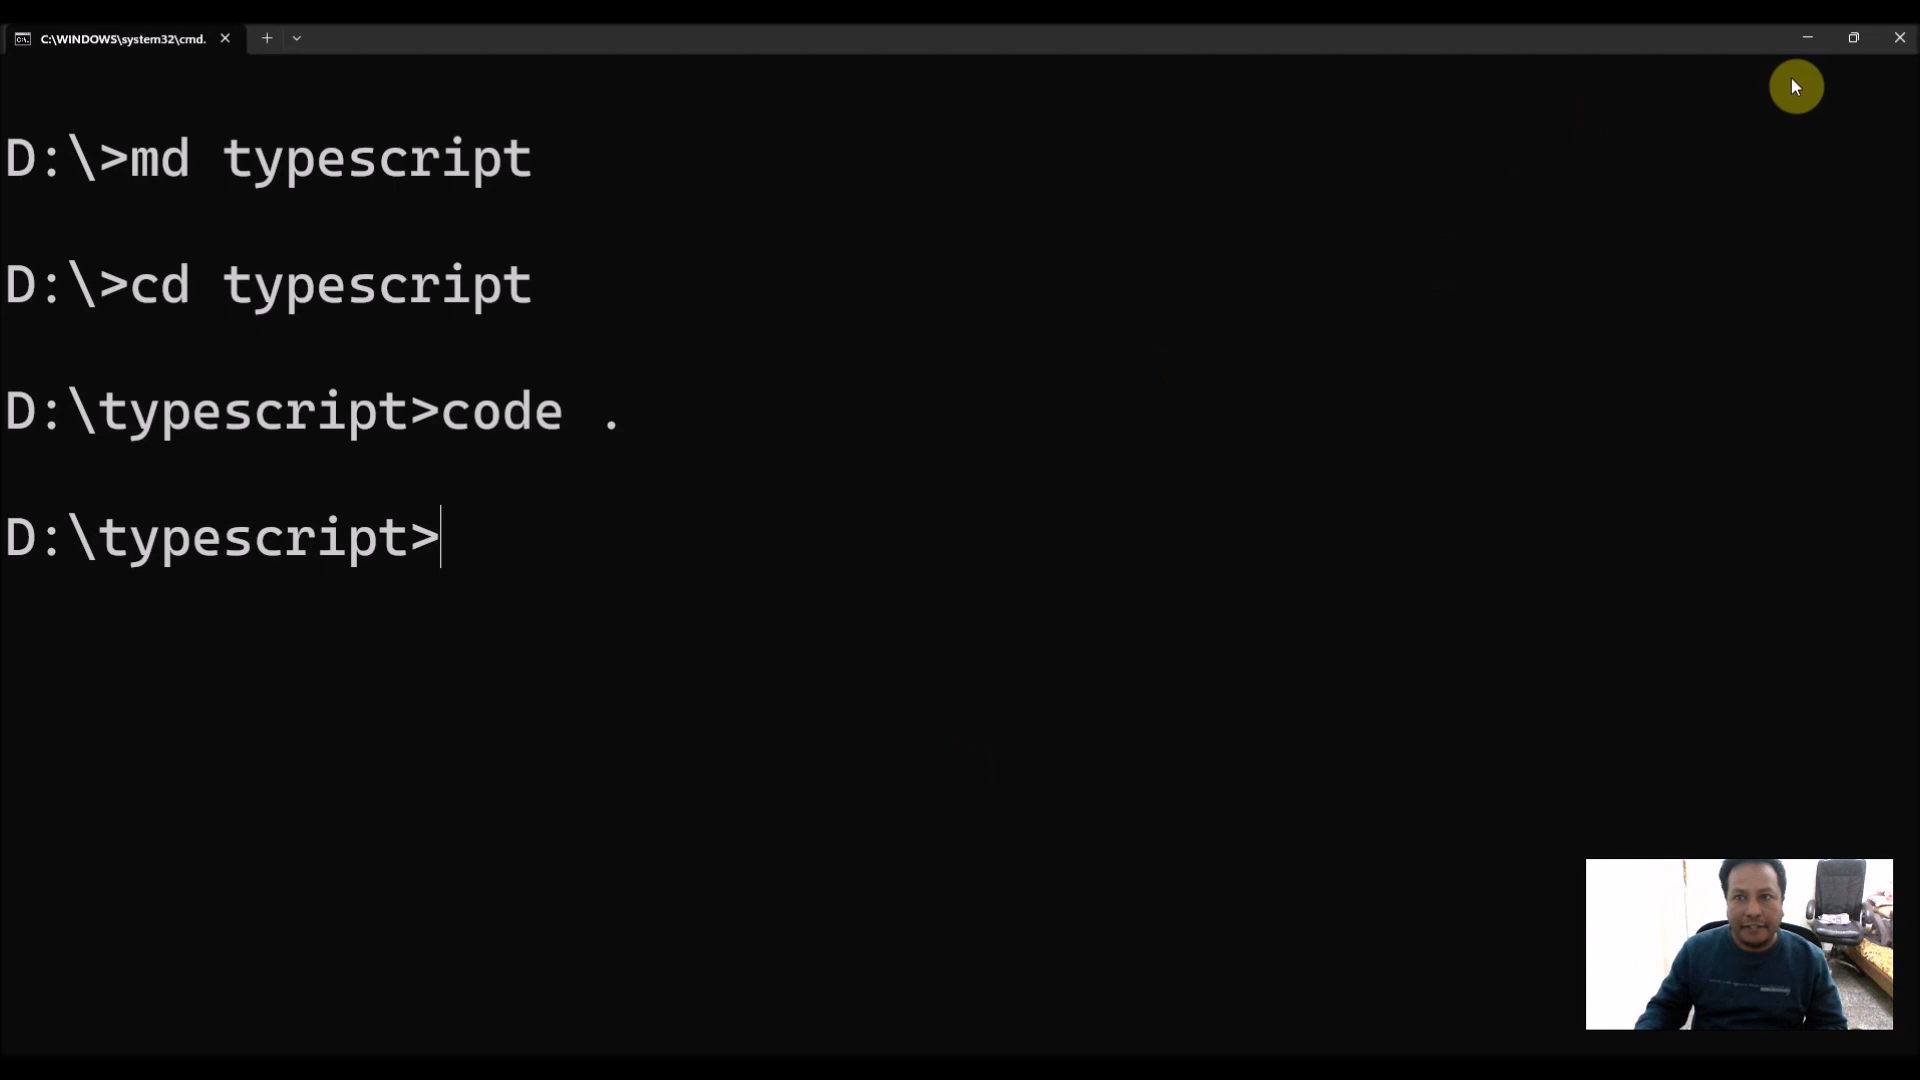 C:\WINDOWS\system32\cmd.
D:\>md typescript
D:\>cd typescript
D:\typescript>code .
D:\typescript>